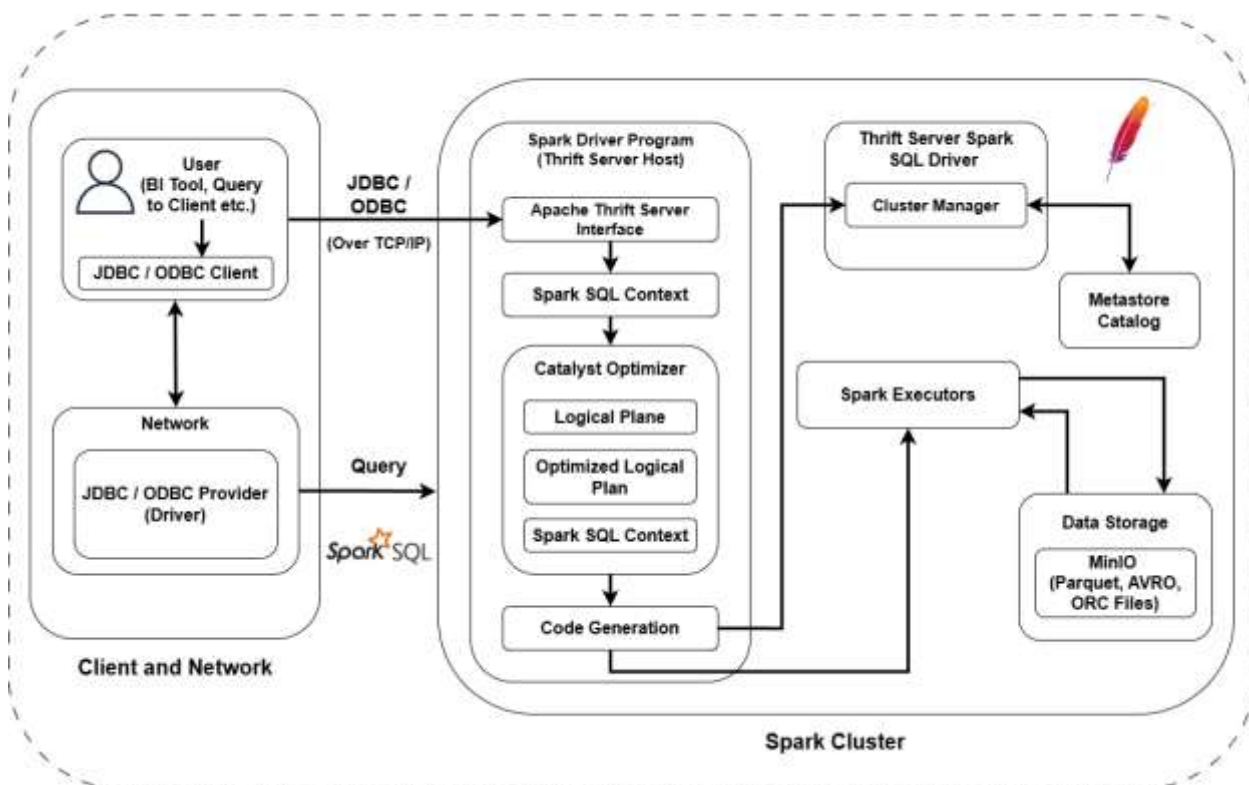 User
(BI Tool, Query
to Client etc.)
JDBC / ODBC Client
Network
JDBC / ODBC Provider
(Driver)
Client and Network
JDBC /
ODBC
(Over TCP/IP)
Query
Spark SQL
Spark Driver Program
(Thrift Server Host)
Apache Thrift Server
Interface
Spark SQL Context
Catalyst Optimizer
Logical Plane
Optimized Logical
Plan
Spark SQL Context
Code Generation
Thrift Server Spark
SQL Driver
Cluster Manager
Metastore
Catalog
Spark Executors
Data Storage
MinIO
(Parquet, AVRO,
ORC Files)
Spark Cluster